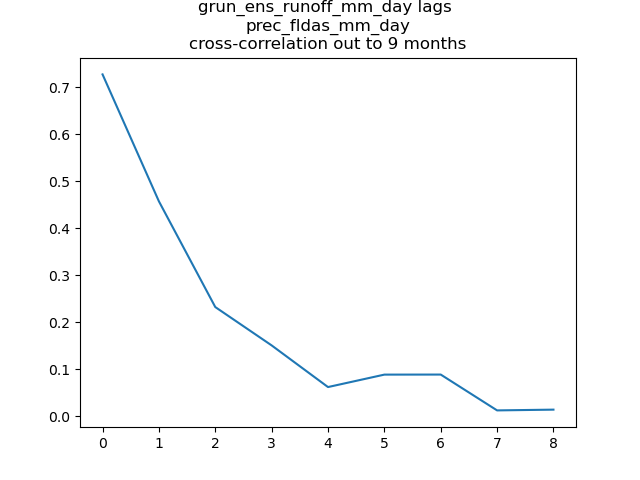 grun_ens_runoff_mm_day lags
prec_fldas_mm_day
cross-correlation out to 9 months
0.7
0.6
0.5
0.4
0.3
0.2
0.1
0.0
0 1 2 3 4 5 6 7 8